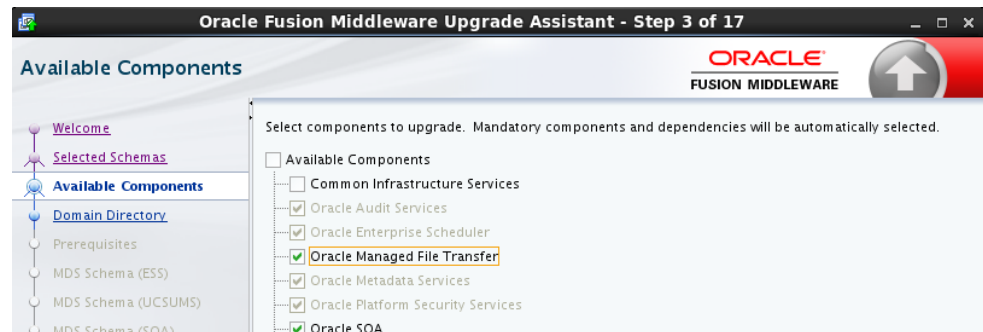 Oracle Fusion Middleware Upgrade Assistant - Step 3 of 17
Available Components
ORACLE
FUSION MIDDLEWARE
Welcome
Selected Schemas
Available Components
Domain Directory
Prerequisites
MDS Schema (ESS)
MDS Schema (UCSUMS)
MDS Schema (SOA)
Select components to upgrade. Mandatory components and dependencies will be automatically selected.
Available Components
Common Infrastructure Services
Oracle Audit Services
Oracle Enterprise Scheduler
Oracle Managed File Transfer
Oracle Metadata Services
Oracle Platform Security Services
Oracle SOA